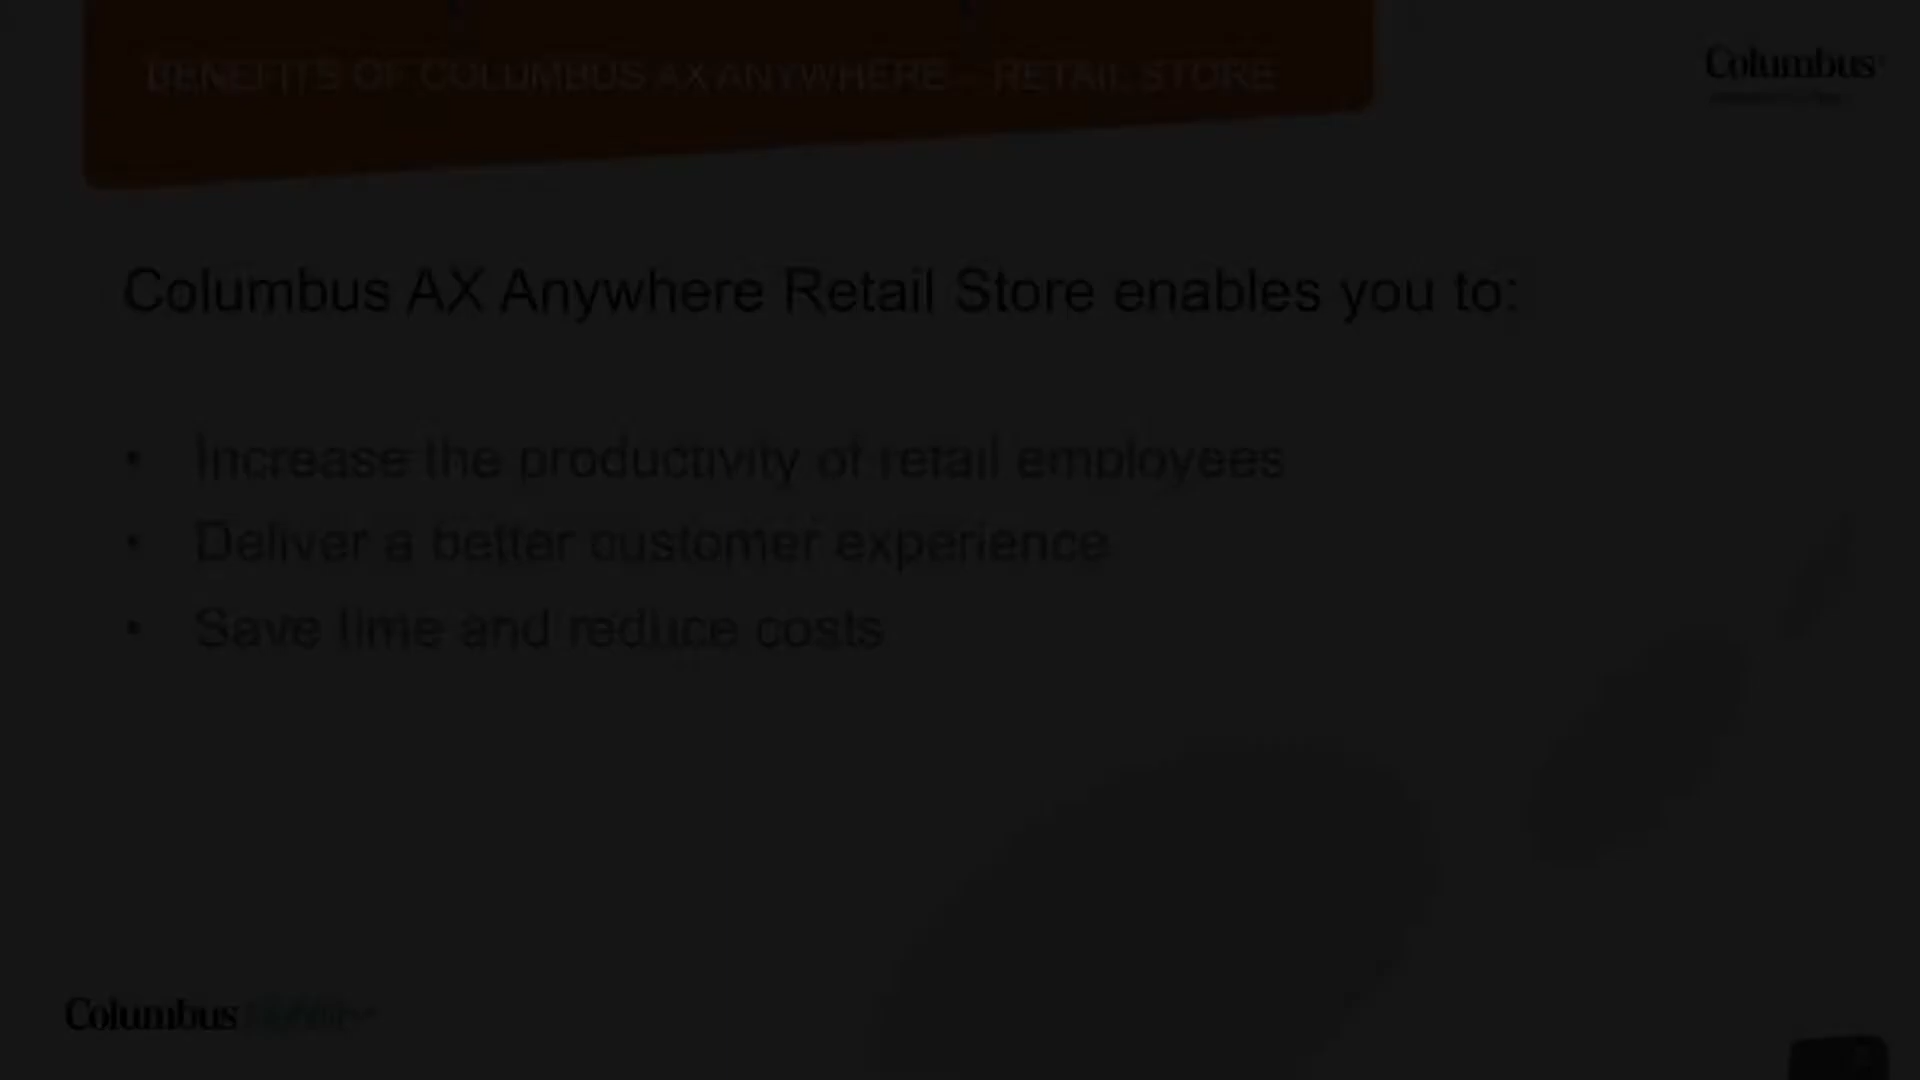 BENEFITS OF COLUMBUS AX ANYWHERE – RETAIL STORE
Columbus
Columbus AX Anywhere Retail Store enables you to:
• Increase the productivity of retail employees
• Deliver a better customer experience
• Save time and reduce costs
Columbus